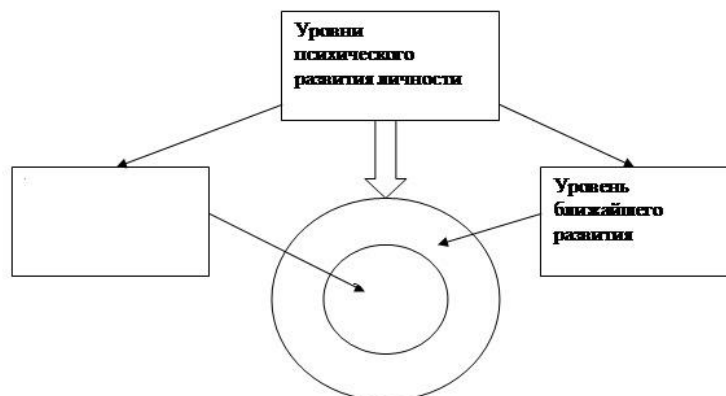 Уровни
психического
развития личности
Уровень
ближайшего
развития